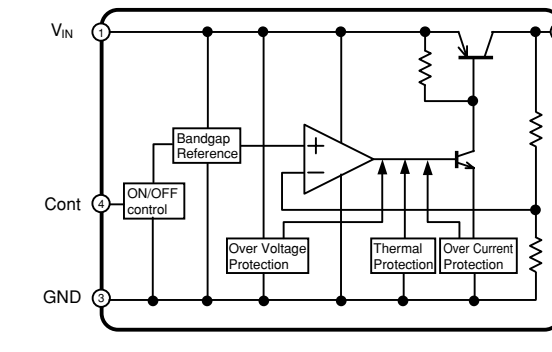 VIN
1
Bandgap
Reference
+
−
ON/OFF
control
Cont
4
Over Voltage
Protection
Thermal
Protection
Over Current
Protection
GND
3